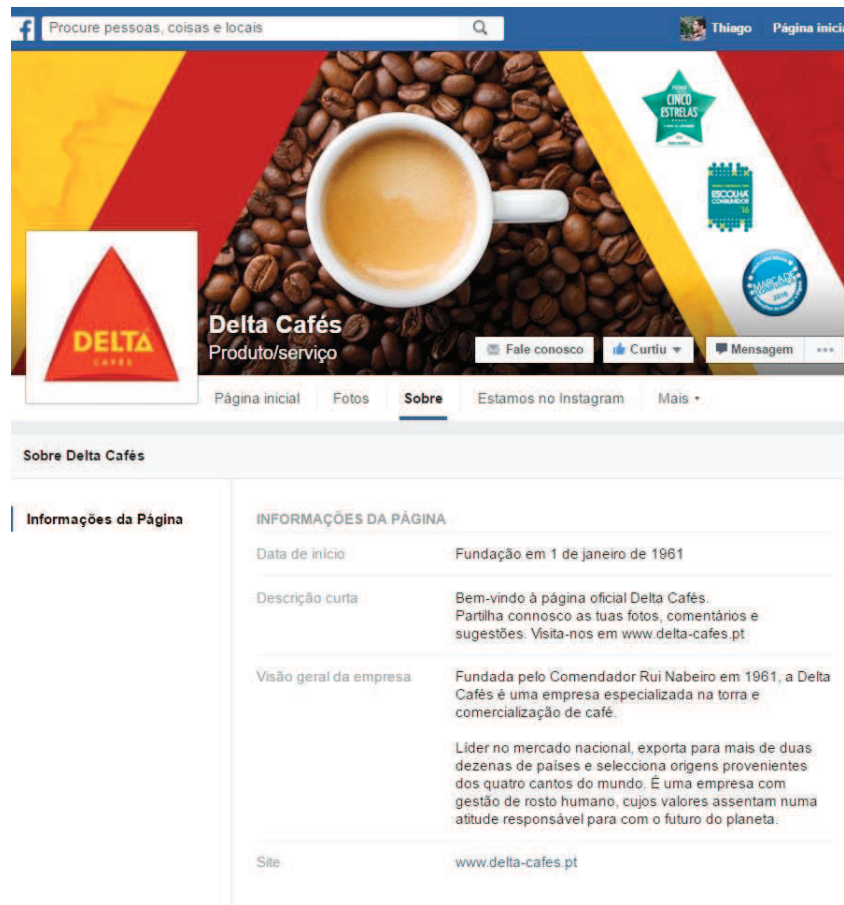 Procure pessoas, coisas e locais
Thiago
Página inicia
PRÉMIO
CINCO
ESTRELAS
ESCOLHA
CONSUMIDOR
'16
2016
DELTA
CAFÉS
Delta Cafés
Produto/serviço
Fale conosco
Curtiu
Mensagem
Página inicial
Fotos
Sobre
Estamos no Instagram
Mais
Sobre Delta Cafés
Informações da Página
INFORMAÇÕES DA PÁGINA
Data de início
Fundação em 1 de janeiro de 1961
Descrição curta
Bem-vindo à página oficial Delta Cafés.
Partilha connosco as tuas fotos, comentários e
sugestões. Visita-nos em www.delta-cafes.pt
Visão geral da empresa
Fundada pelo Comendador Rui Nabeiro em 1961, a Delta
Cafés é uma empresa especializada na torra e
comercialização de café.
Líder no mercado nacional, exporta para mais de duas
dezenas de países e selecciona origens provenientes
dos quatro cantos do mundo. É uma empresa com
gestão de rosto humano, cujos valores assentam numa
atitude responsável para com o futuro do planeta.
Site
www.delta-cafes.pt